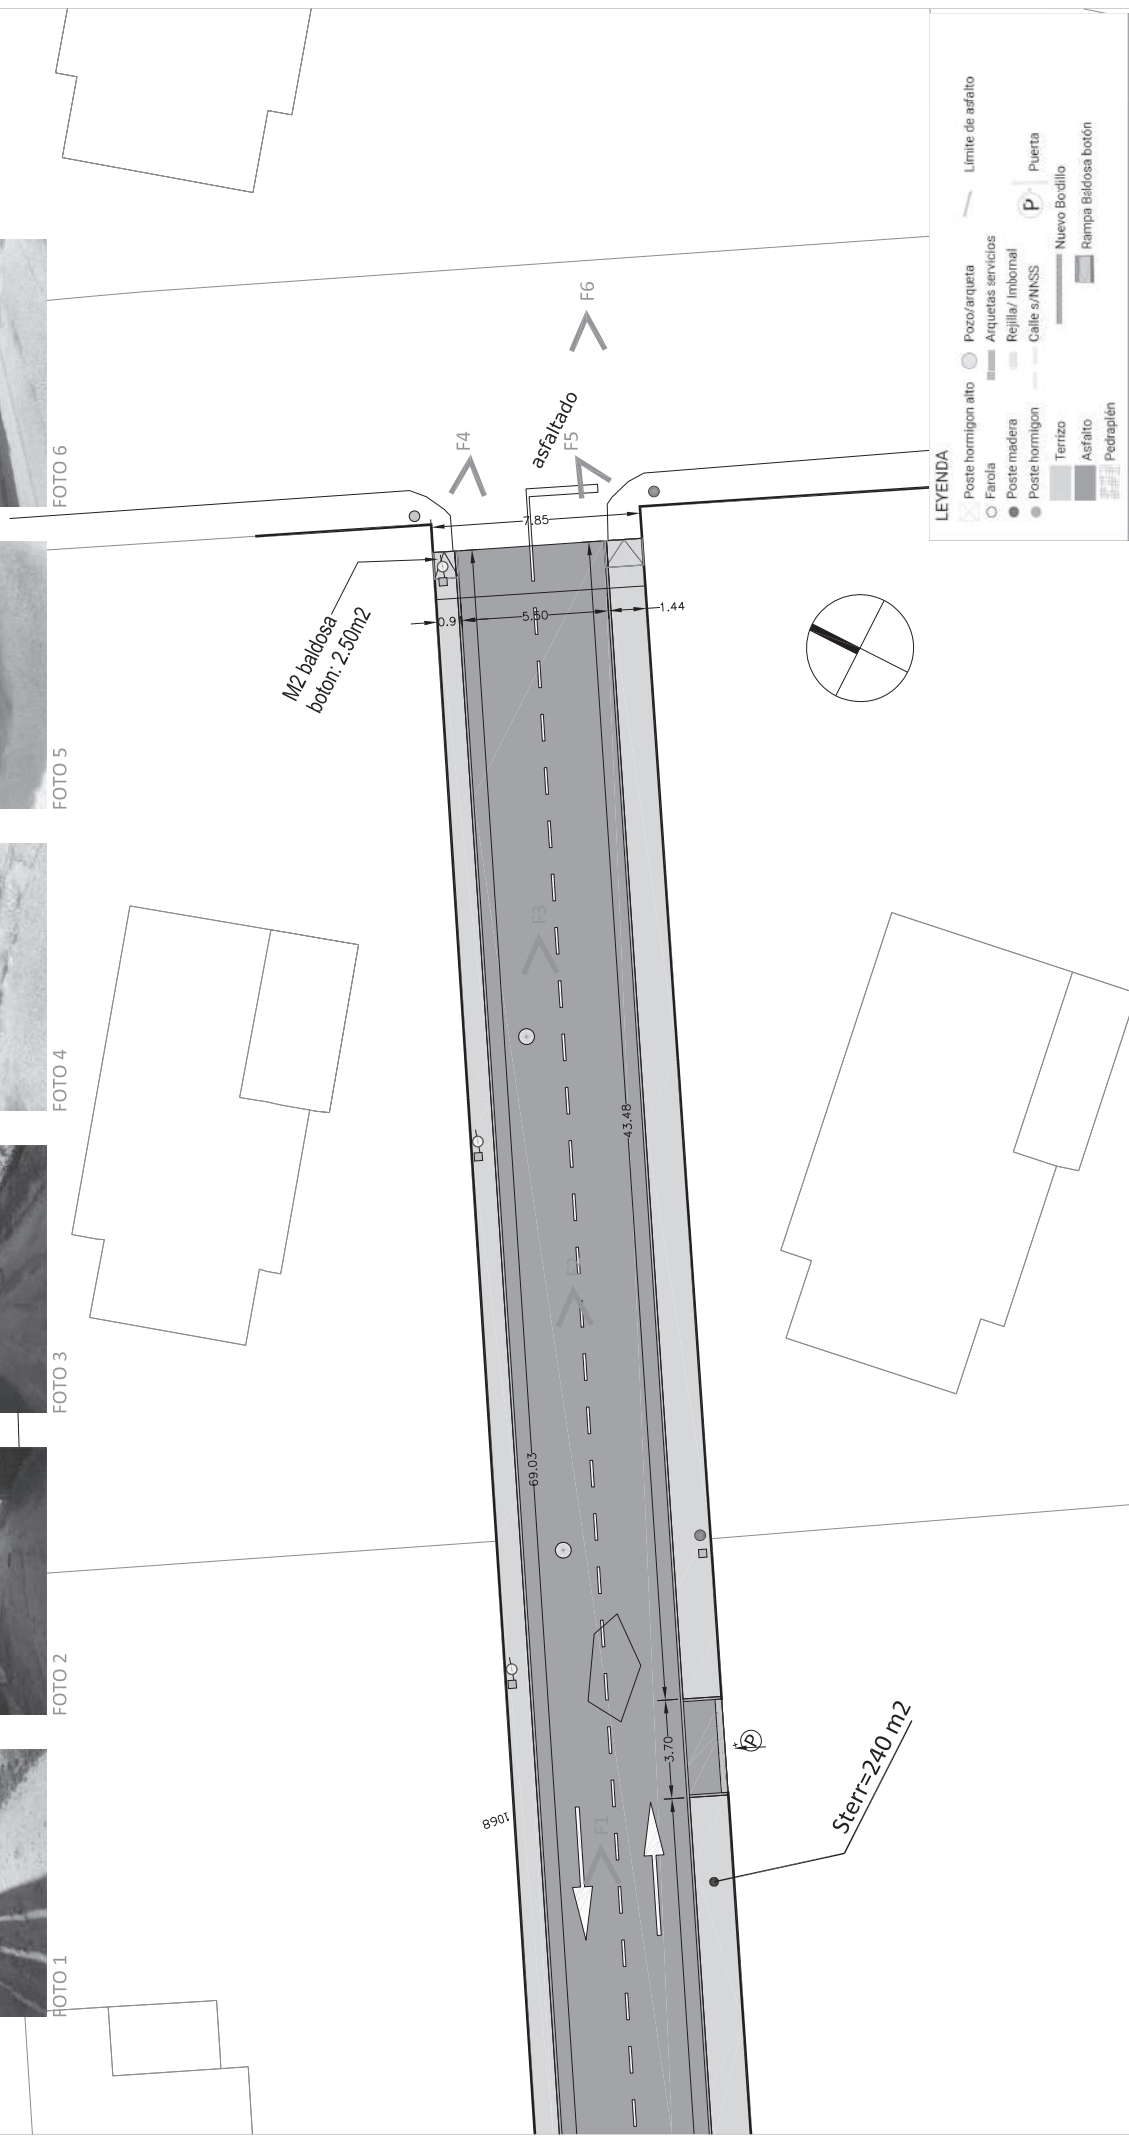 FOTO 6
FOTO 5
FOTO 4
FOTO 3
FOTO 2
FOTO 1
F6
F4
F5
asfaltado
7.85
0.9
5.50
1.44
M2 baldosa
boton: 2.50m2
F3
43.48
F2
69.03
3.70
P
1068
F1
Sterr=240 m2
LEYENDA
Poste hormigon alto
Farola
Poste madera
Poste hormigon
Terrizo
Asfalto
Pedraplén
Pozo/arqueta
Arquetas servicios
Rejilla/ Imbornal
Calle s/NNSS
Nuevo Bordillo
Rampa Baldosa botón
Límite de asfalto
P
Puerta